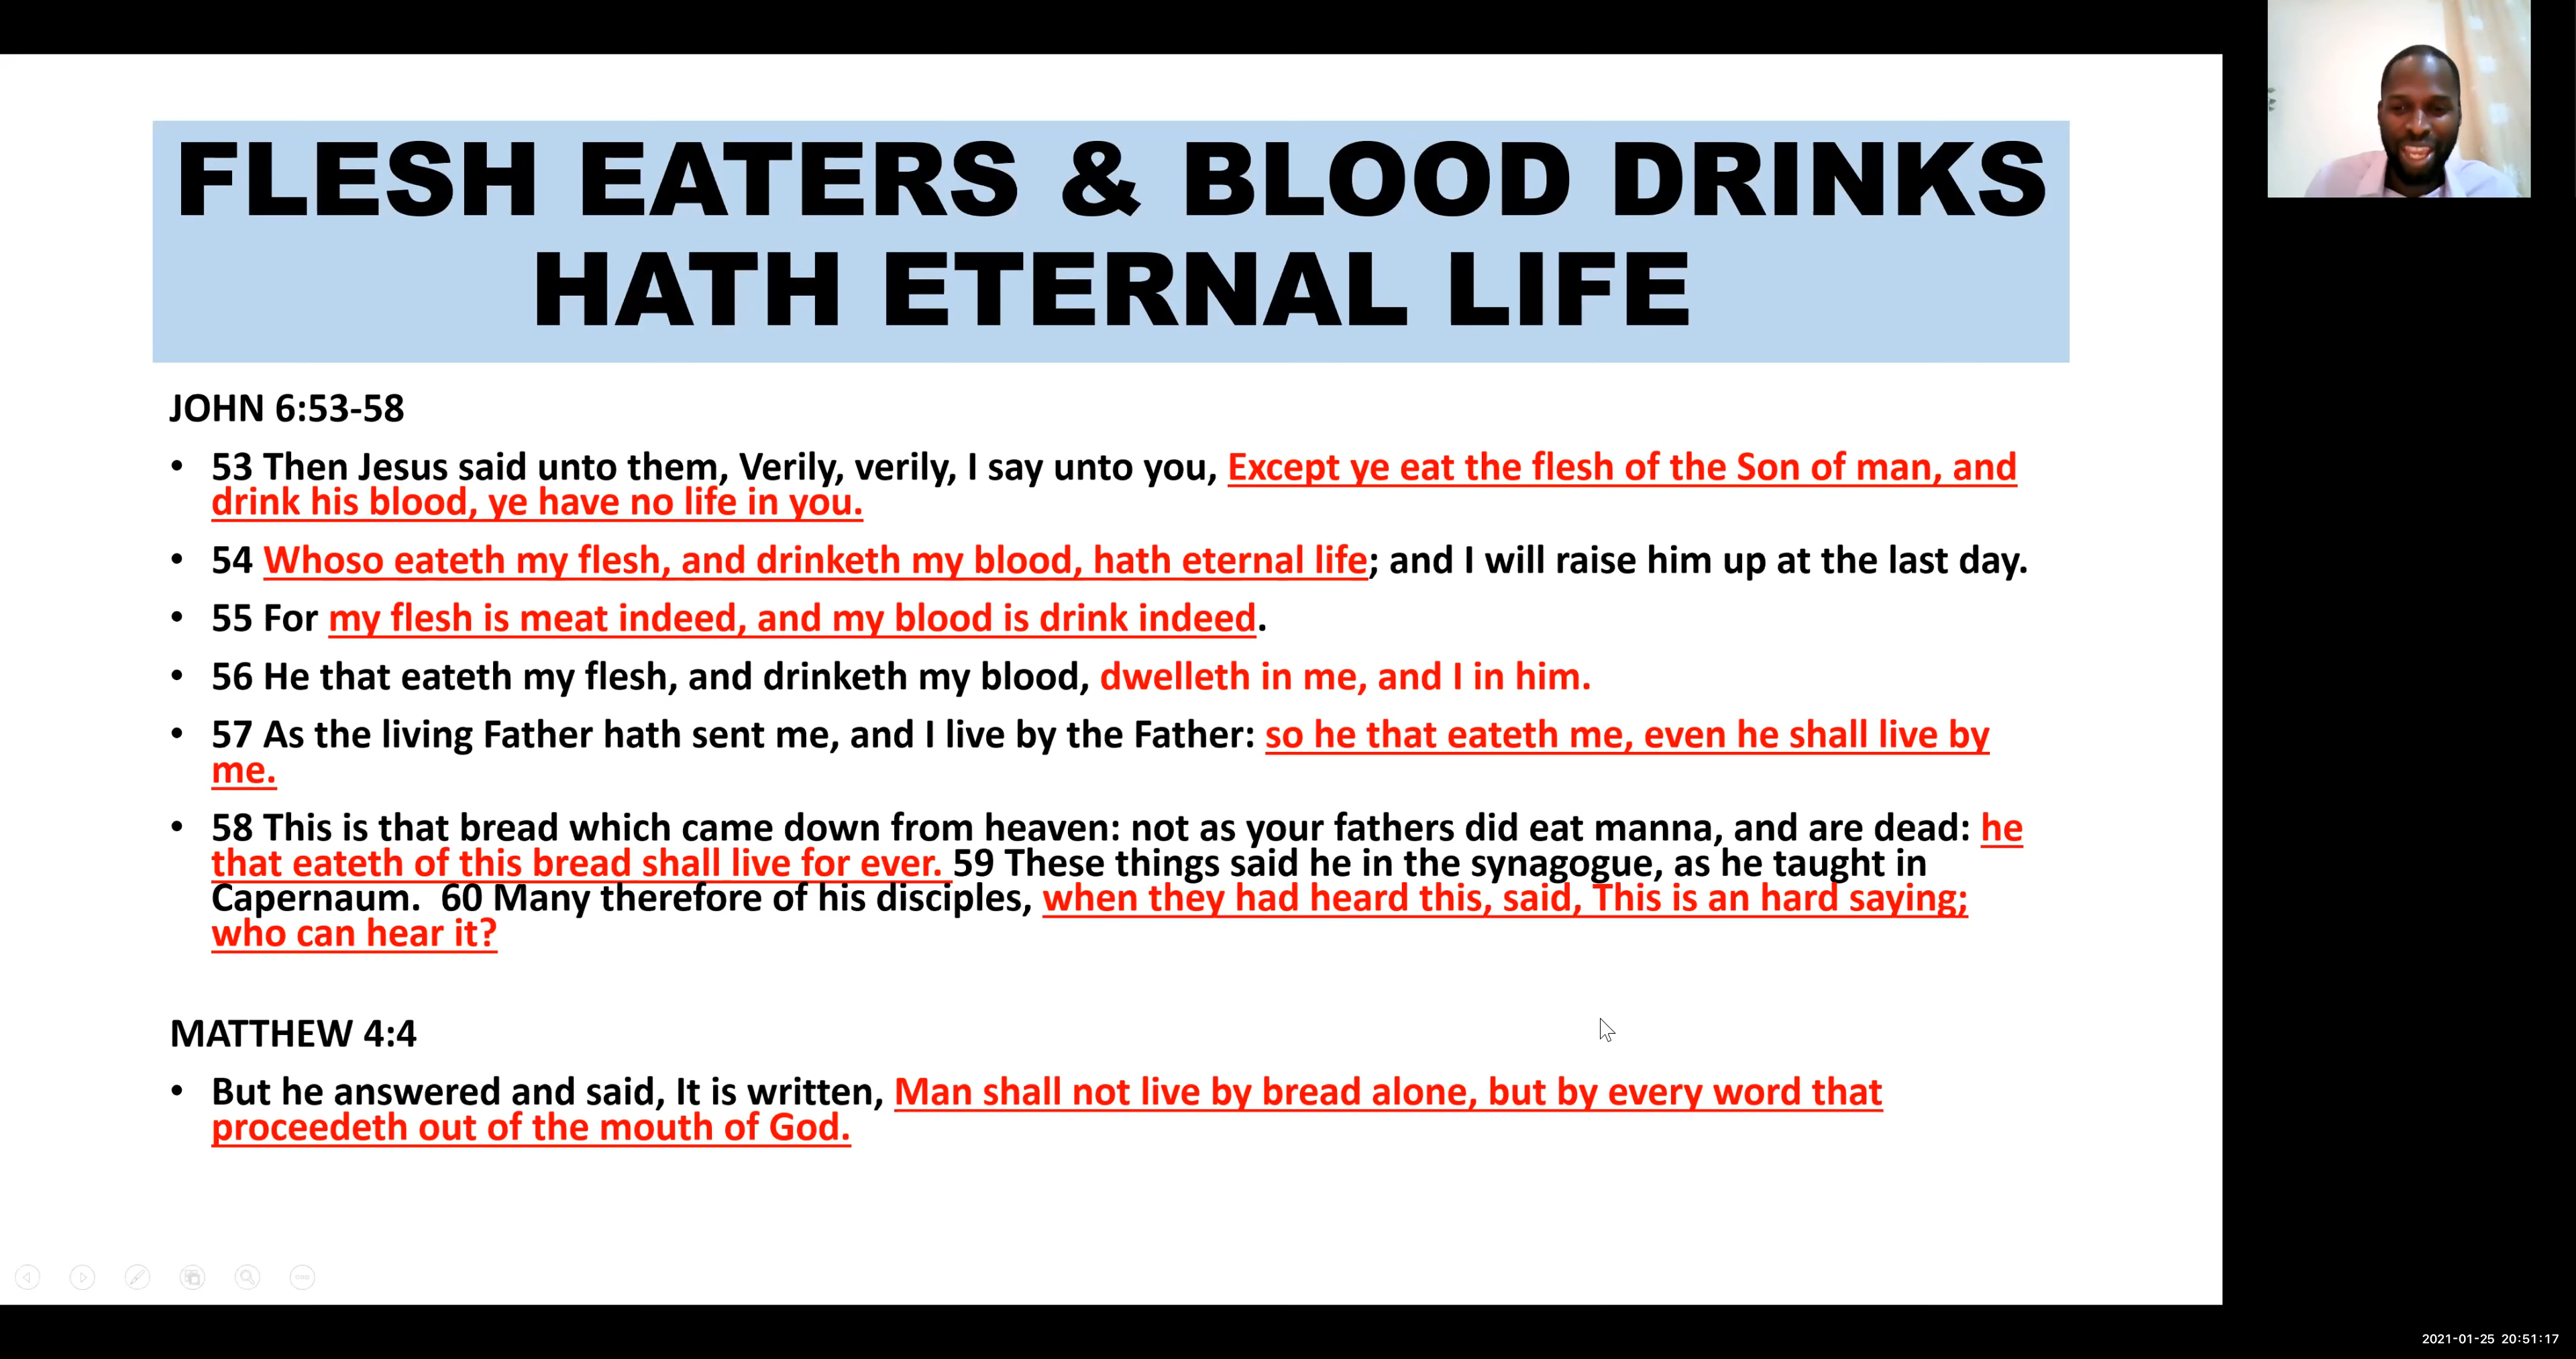 FLESH EATERS & BLOOD DRINKS
HATH ETERNAL LIFE
JOHN 6:53-58
• 53 Then Jesus said unto them, Verily, verily, I say unto you, Except ye eat the flesh of the Son of man, and
drink his blood, ye have no life in you.
• 54 Whoso eateth my flesh, and drinketh my blood, hath eternal life; and I will raise him up at the last day.
• 55 For my flesh is meat indeed, and my blood is drink indeed.
• 56 He that eateth my flesh, and drinketh my blood, dwelleth in me, and I in him.
• 57 As the living Father hath sent me, and I live by the Father: so he that eateth me, even he shall live by
me.
• 58 This is that bread which came down from heaven: not as your fathers did eat manna, and are dead: he
that eateth of this bread shall live for ever. 59 These things said he in the synagogue, as he taught in
Capernaum.  60 Many therefore of his disciples, when they had heard this, said, This is an hard saying;
who can hear it?
MATTHEW 4:4
• But he answered and said, It is written, Man shall not live by bread alone, but by every word that
proceedeth out of the mouth of God.
2021-01-25 20:51:17